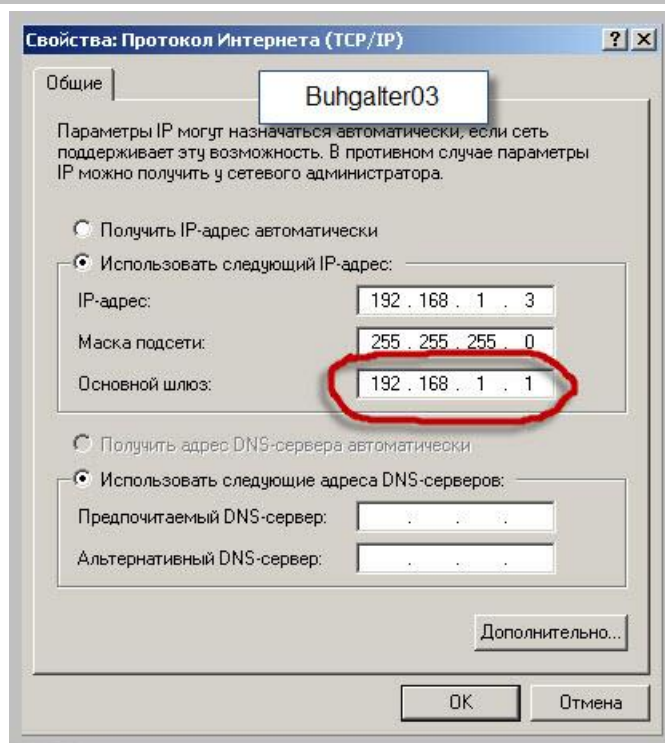 Свойства: Протокол Интернета (TCP/IP)
Общие
Buhgalter03
Параметры IP могут назначаться автоматически, если сеть
поддерживает эту возможность. В противном случае параметры
IP можно получить у сетевого администратора.
Получить IP-адрес автоматически
Использовать следующий IP-адрес:
IP-адрес: 192 . 168 . 1 . 3
Маска подсети: 255 . 255 . 255 . 0
Основной шлюз: 192 . 168 . 1 . 1
Получить адрес DNS-сервера автоматически
Использовать следующие адреса DNS-серверов:
Предпочитаемый DNS-сервер: . . .
Альтернативный DNS-сервер: . . .
Дополнительно...
OK Отмена